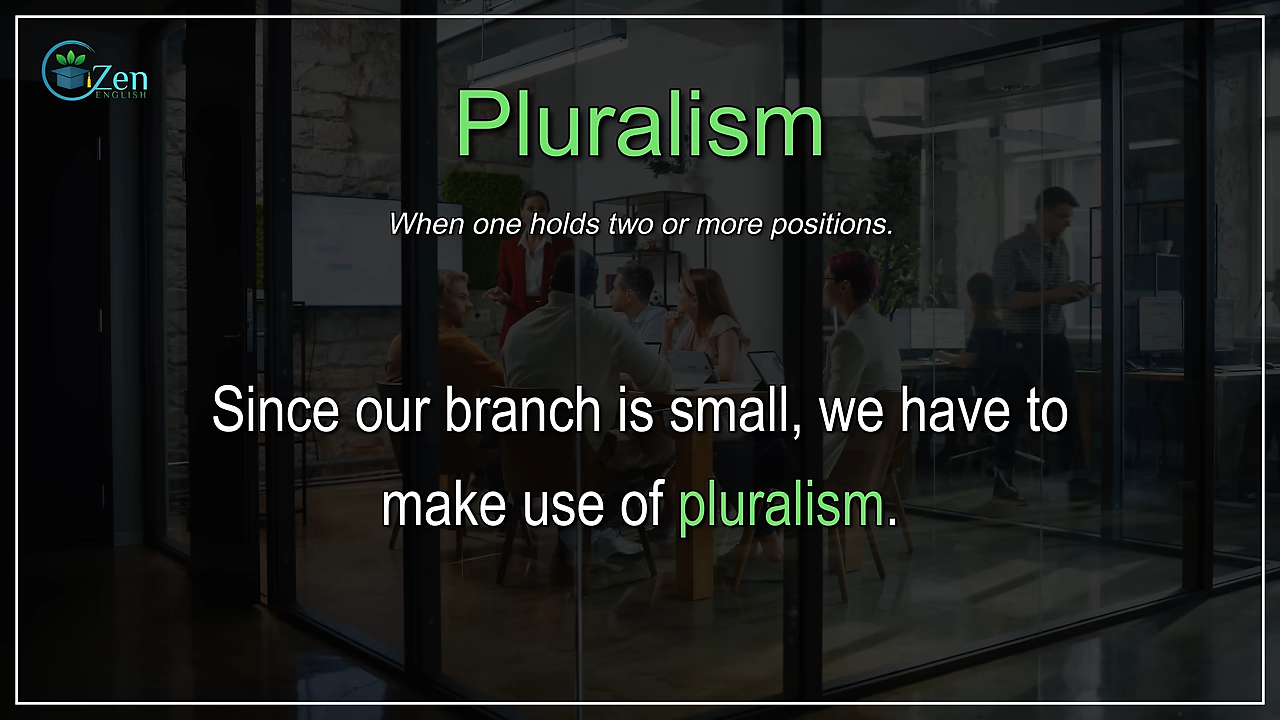 Zen
ENGLISH
Pluralism
When one holds two or more positions.
Since our branch is small, we have to
make use of pluralism.